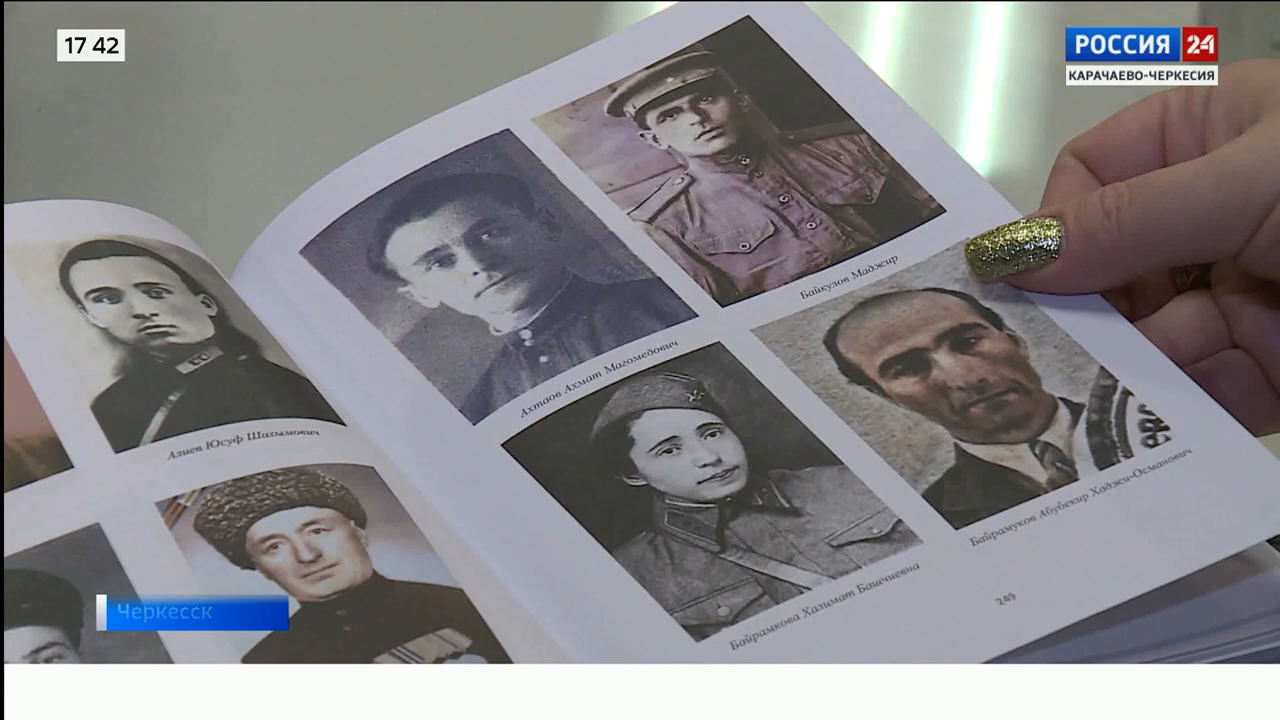 17 42
РОССИЯ 24
КАРАЧАЕВО-ЧЕРКЕСИЯ
Байкулов Маджир
Ахтаов Ахмат Магомедович
Алиев Юсуф Шахымович
Байрамуков Абубекир Хаджи-Османович
Байрамкова Халимат Башчиевна
249
Черкесск